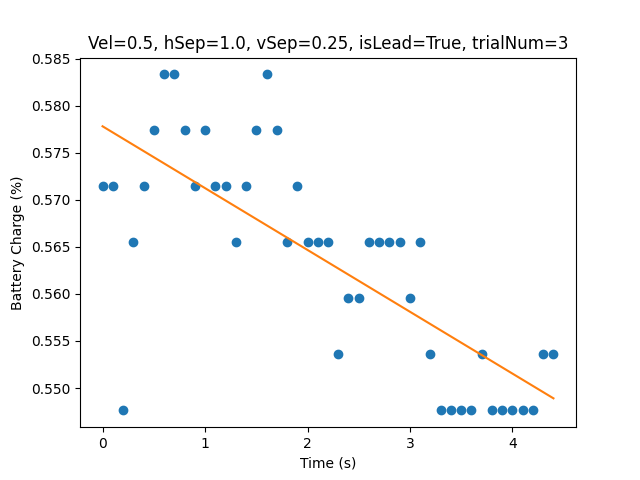 Vel=0.5, hSep=1.0, vSep=0.25, isLead=True, trialNum=3
0.585
0.580
0.575
0.570
0.565
0.560
0.555
0.550
Battery Charge (%)
0 1 2 3 4
Time (s)